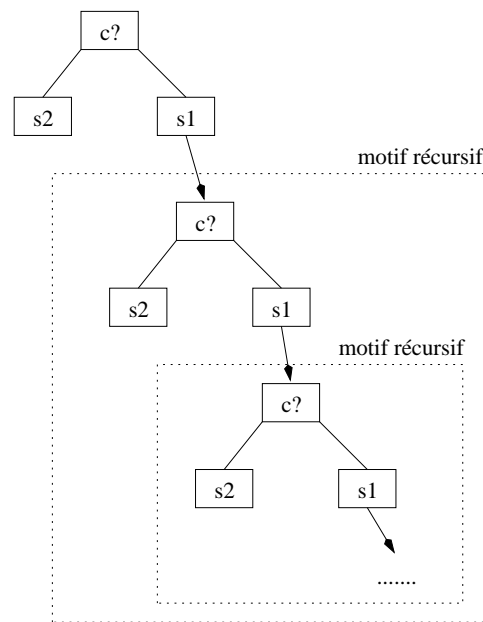 c?
s2 s1
motif récursif
c?
s2 s1
motif récursif
c?
s2 s1
.......